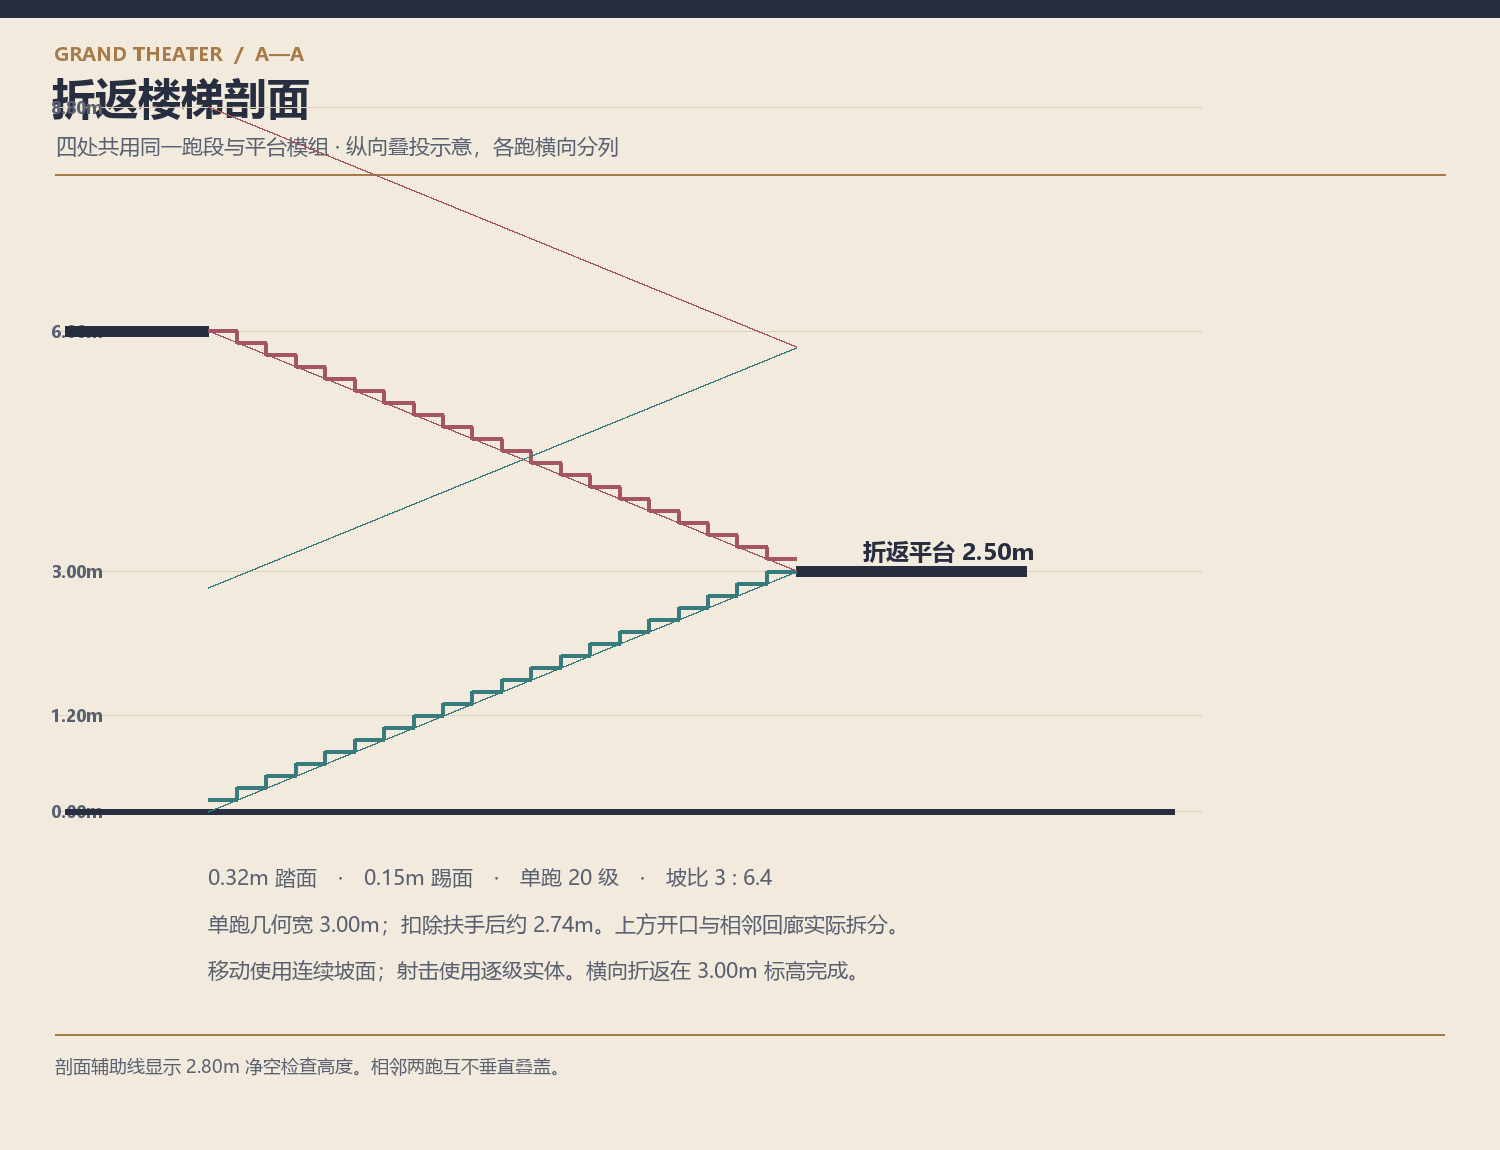 GRAND THEATER / A—A
折返楼梯剖面
8.80m
四处共用同一跑段与平台模组 · 纵向叠投示意，各跑横向分列
6.00m
折返平台 2.50m
3.00m
1.20m
0.00m
0.32m 踏面 · 0.15m 踢面 · 单跑 20 级 · 坡比 3 : 6.4
单跑几何宽 3.00m；扣除扶手后约 2.74m。上方开口与相邻回廊实际拆分。
移动使用连续坡面；射击使用逐级实体。横向折返在 3.00m 标高完成。
剖面辅助线显示 2.80m 净空检查高度。相邻两跑互不垂直叠盖。